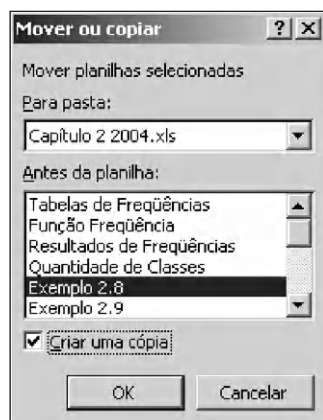 Mover ou copiar
Mover planilhas selecionadas
Para pasta:
Capítulo 2 2004.xls
Antes da planilha:
Tabelas de Freqüências
Função Freqüência
Resultados de Freqüências
Quantidade de Classes
Exemplo 2.8
Exemplo 2.9
Criar uma cópia
OK
Cancelar